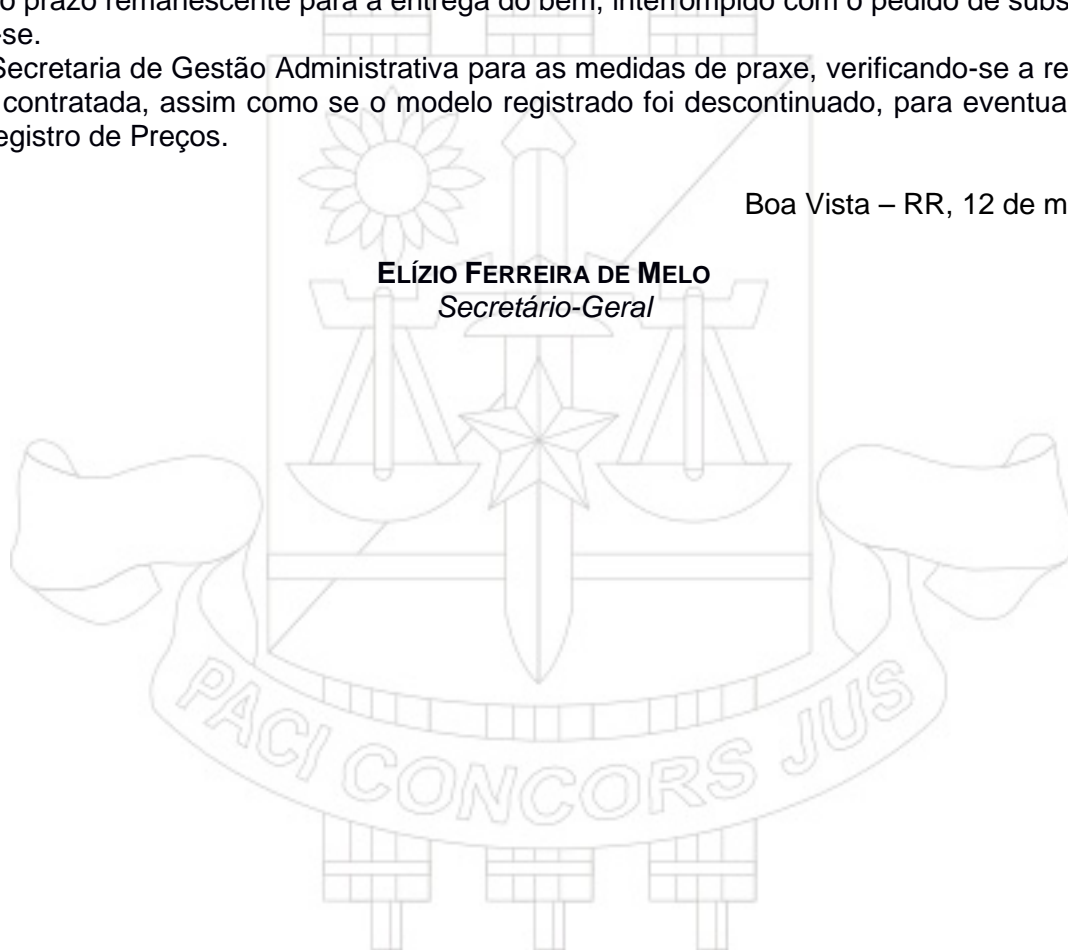 o prazo remanescente para a entrega do bem, interrompido com o pedido de subs
-se.
Secretaria de Gestão Administrativa para as medidas de praxe, verificando-se a re
contratada, assim como se o modelo registrado foi descontinuado, para eventua
egistro de Preços.
Boa Vista – RR, 12 de m
ELÍZIO FERREIRA DE MELO
Secretário-Geral
PACI CONCORS JUS